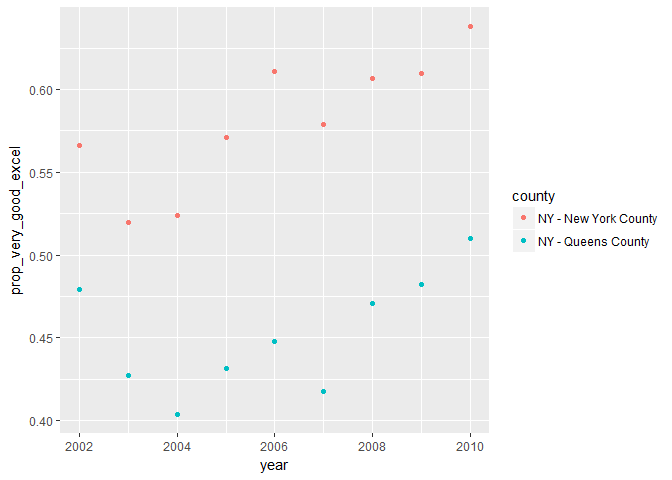 0.60
0.55
0.50
0.45
0.40
prop_very_good_excel
2002
2004
2006
2008
2010
year
county
NY - New York County
NY - Queens County